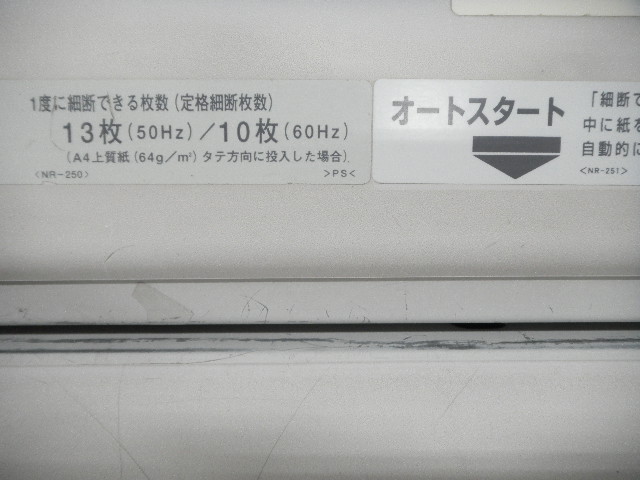 1度に細断できる枚数(定格細断枚数)
13枚(50Hz)/10枚(60Hz)
(A4上質紙(64g/m²)タテ方向に投入した場合)
〈NR-250〉
>PS<
オートスタート
「細断で
中に紙を
自動的に
〈NR-251〉